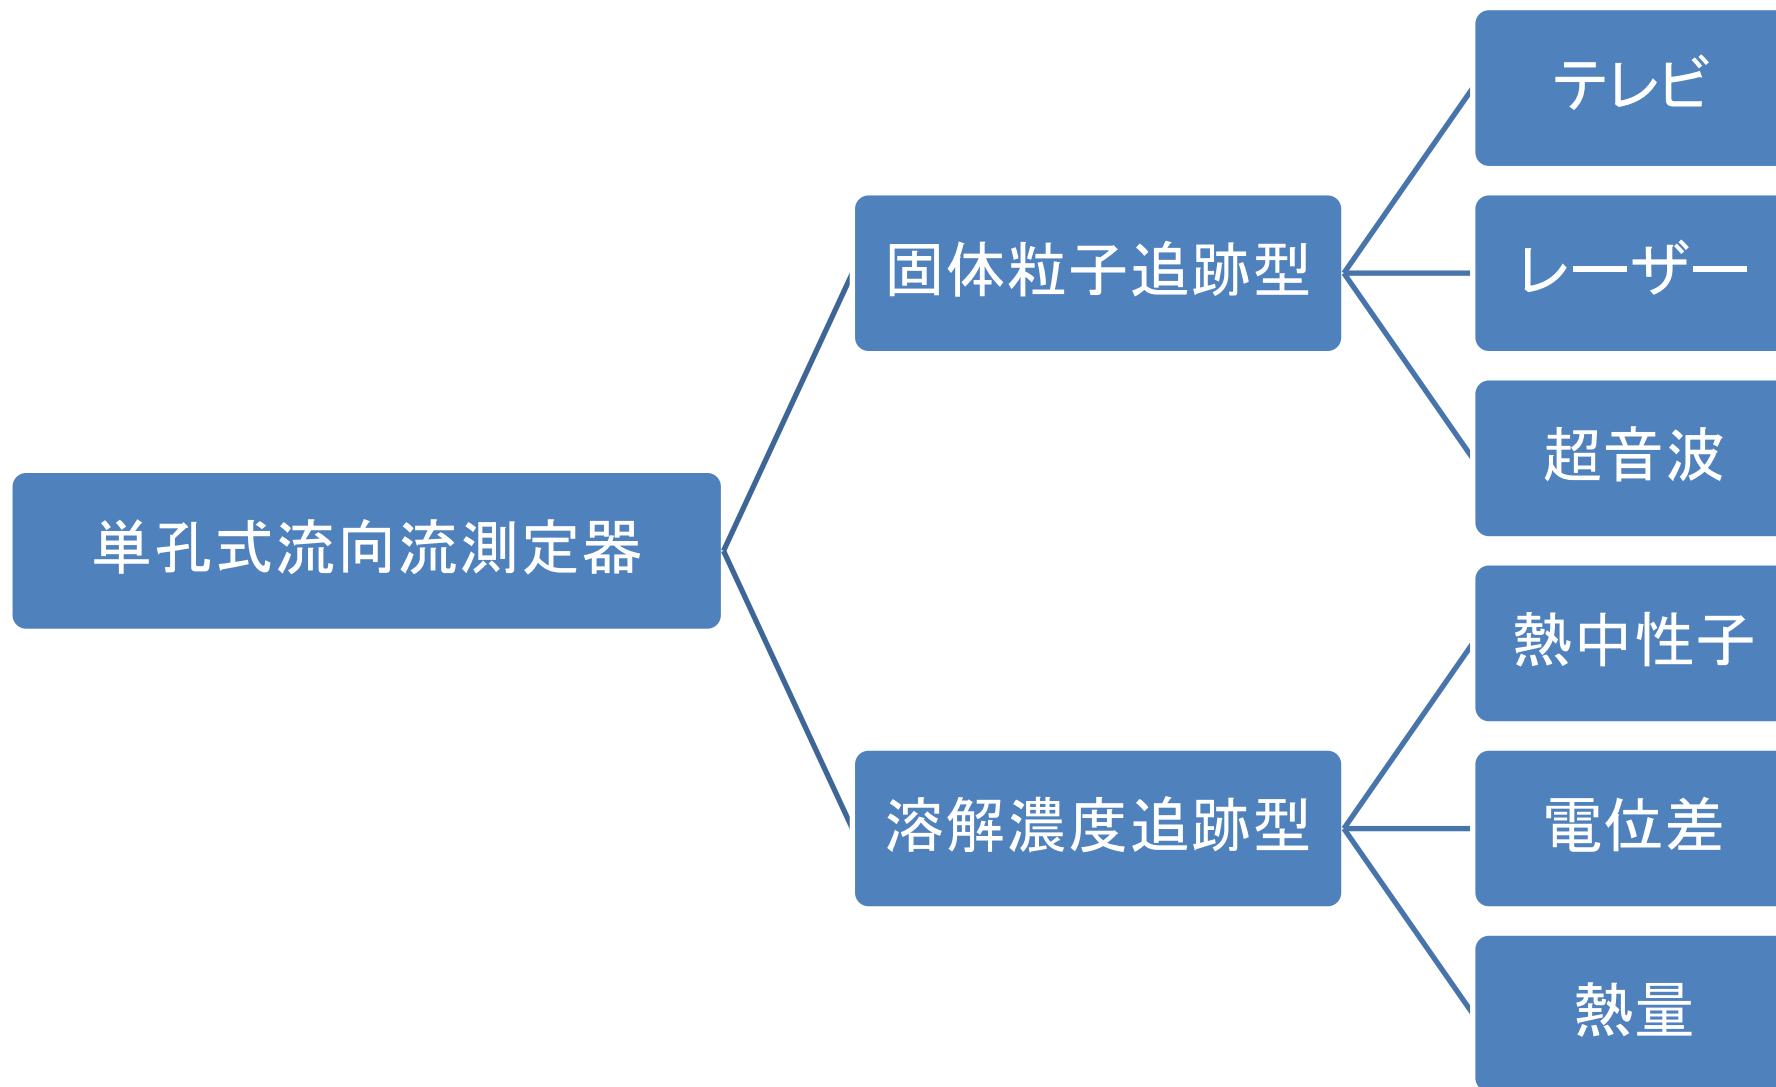 テレビ
固体粒子追跡型
レーザー
超音波
単孔式流向流測定器
熱中性子
溶解濃度追跡型
電位差
熱量